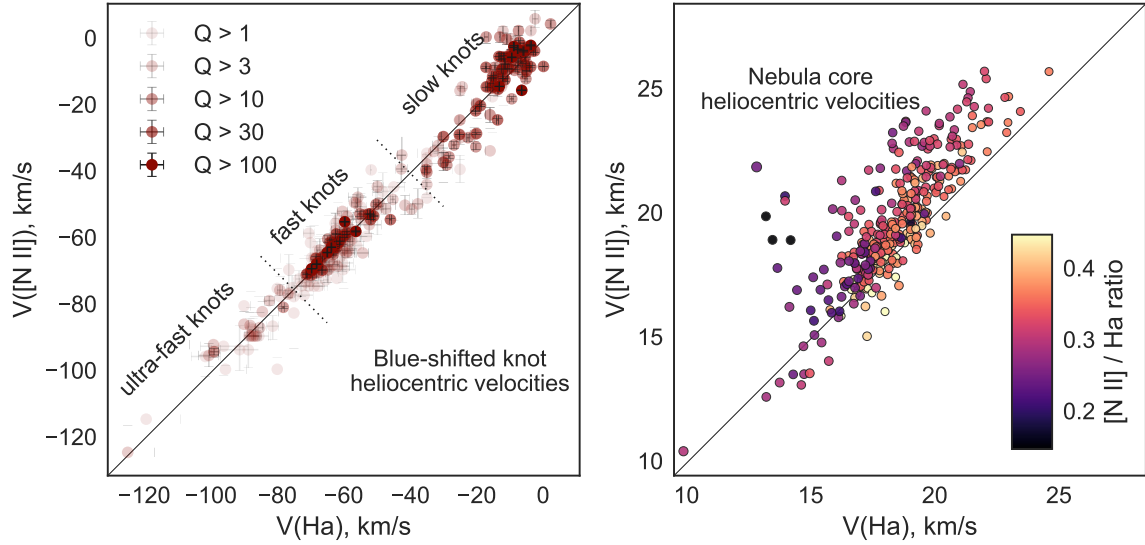 Q > 1
Q > 3
Q > 10
Q > 30
Q > 100
slow knots
fast knots
ultra-fast knots
Blue-shifted knot
heliocentric velocities
0
−20
−40
−60
−80
−100
−120
V([N II]), km/s
−120
−100
−80
−60
−40
−20
0
V(Ha), km/s
Nebula core
heliocentric velocities
25
20
15
10
V([N II]), km/s
10
15
20
25
V(Ha), km/s
0.4
0.3
0.2
[N II] / Ha ratio